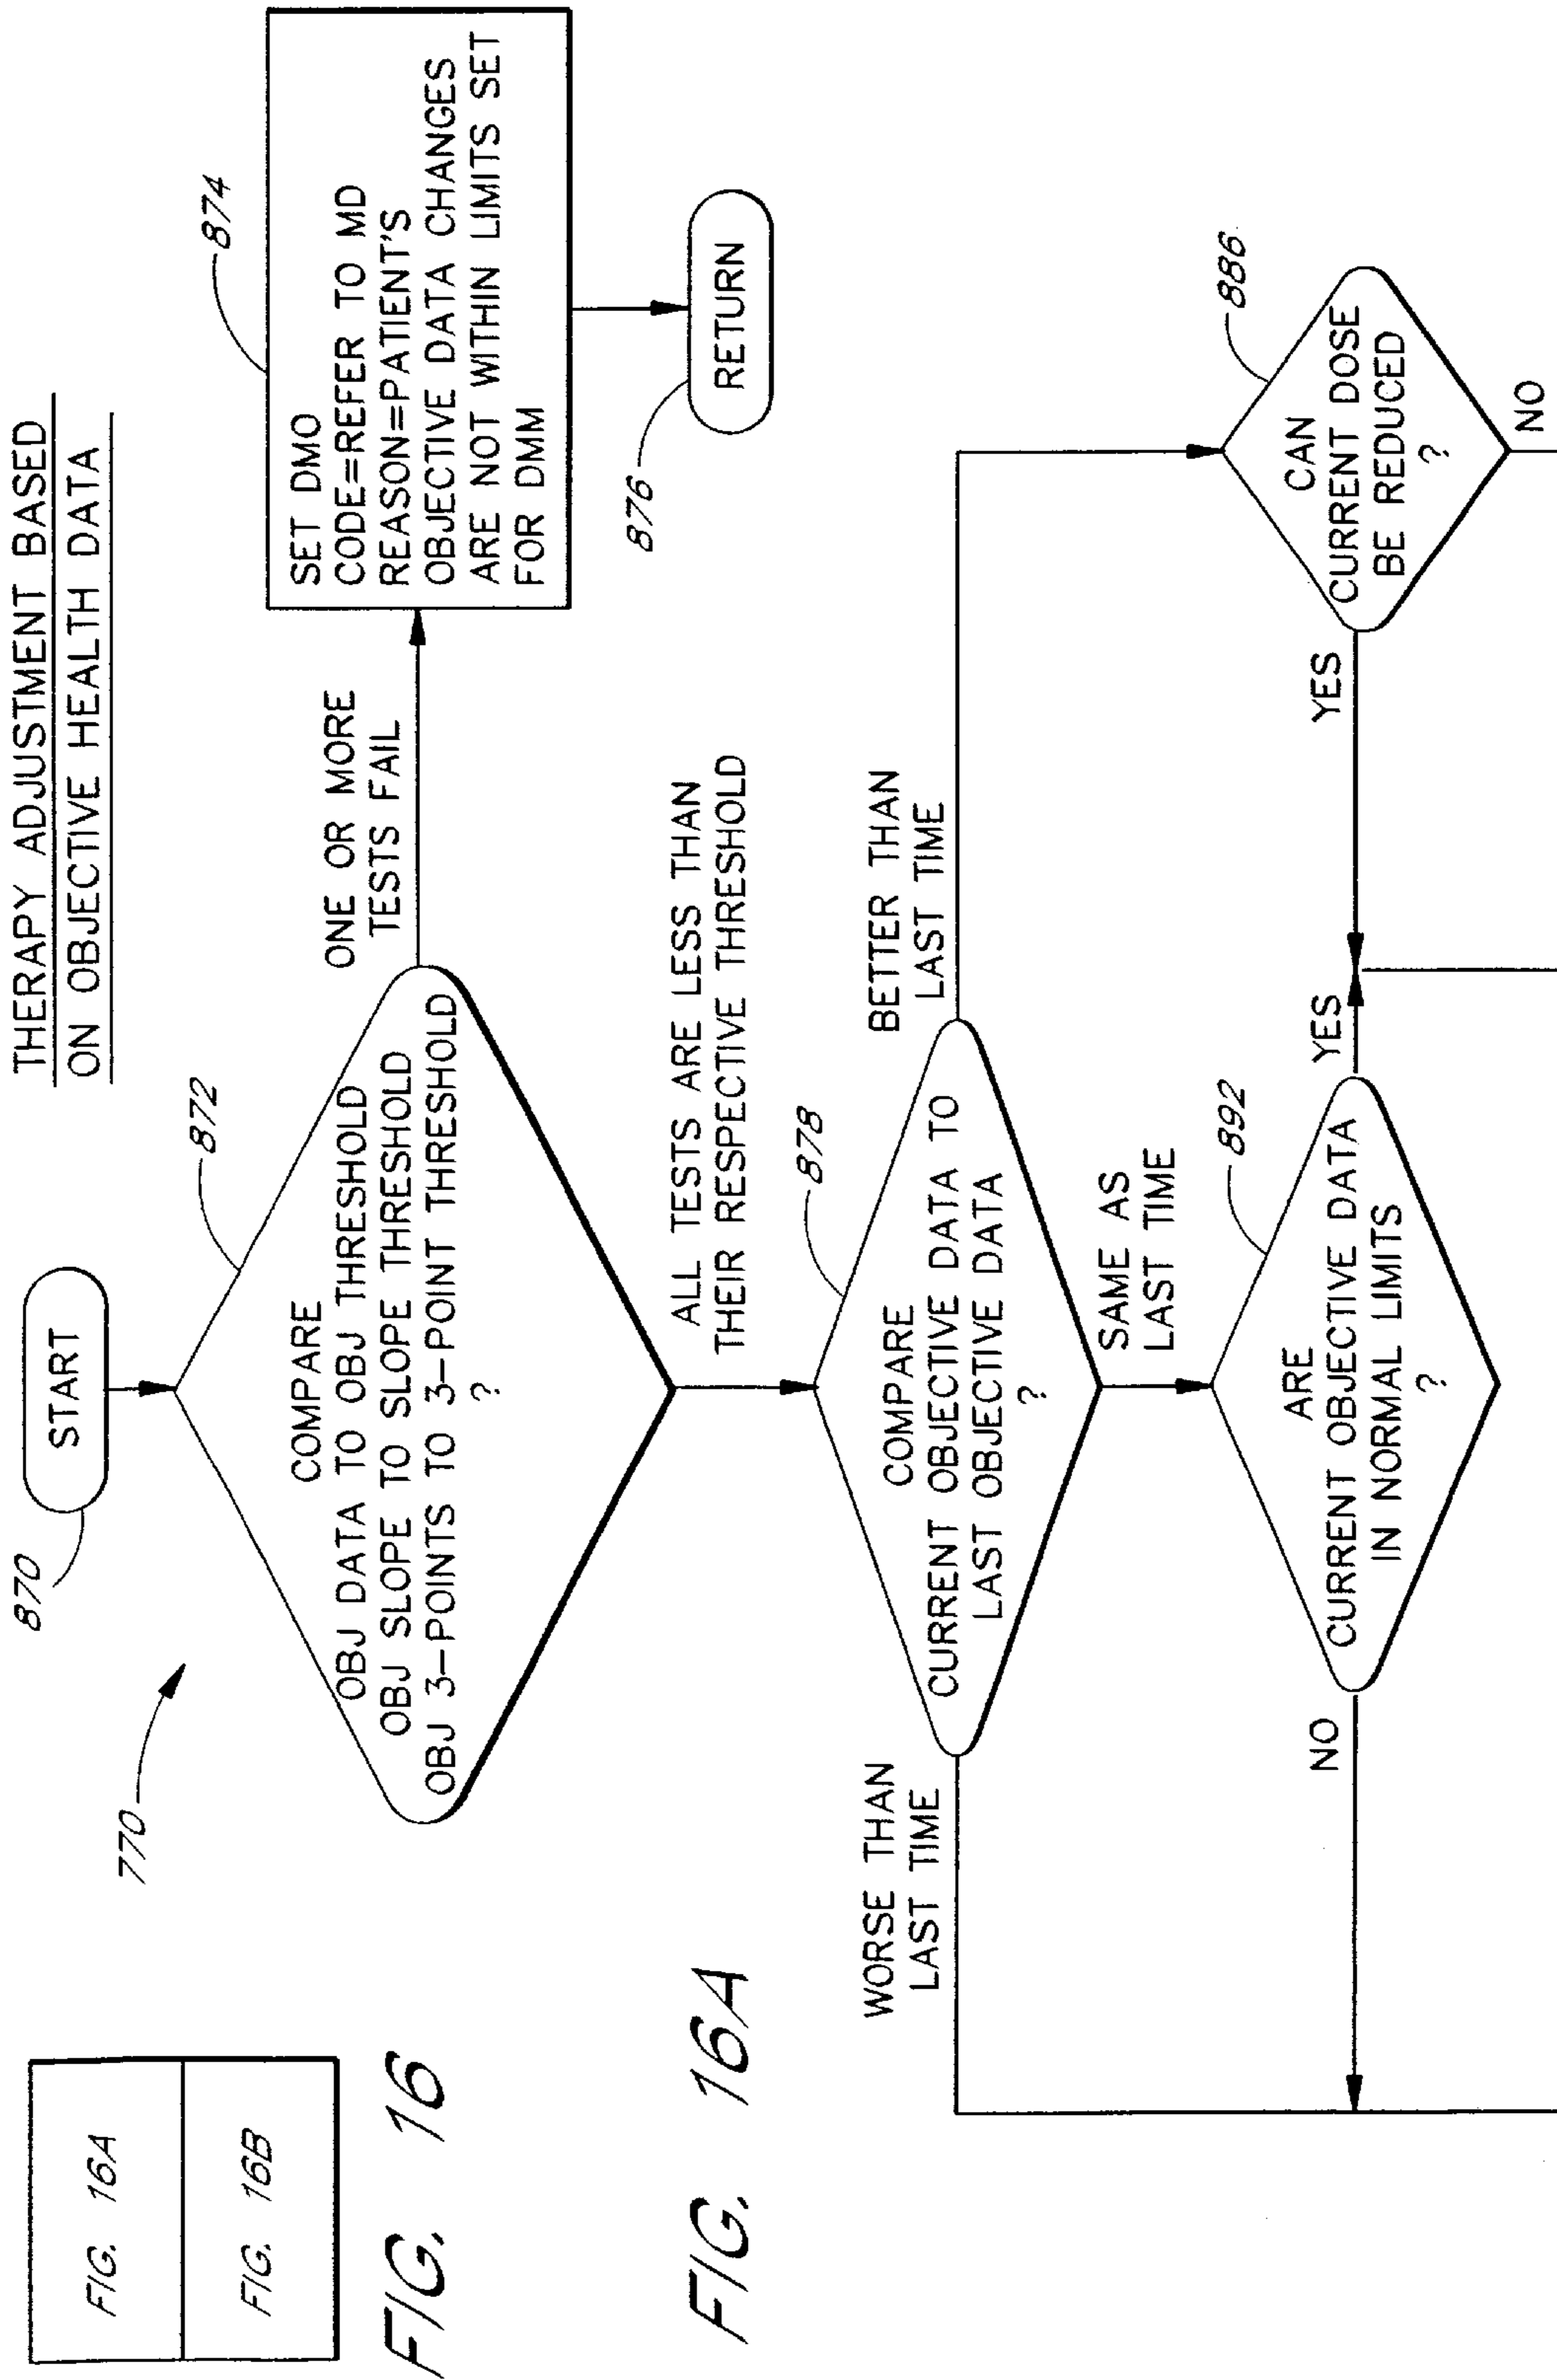 FIG. 16A
FIG. 16B
FIG. 16
FIG. 16A
THERAPY ADJUSTMENT BASED
ON OBJECTIVE HEALTH DATA
770
870
START
872
COMPARE
OBJ DATA TO OBJ THRESHOLD
OBJ SLOPE TO SLOPE THRESHOLD
OBJ 3-POINTS TO 3-POINT THRESHOLD
?
ONE OR MORE
TESTS FAIL
874
SET DMO
CODE=REFER TO MD
REASON=PATIENT'S
OBJECTIVE DATA CHANGES
ARE NOT WITHIN LIMITS SET
FOR DMM
876
RETURN
ALL TESTS ARE LESS THAN
THEIR RESPECTIVE THRESHOLD
878
COMPARE
CURRENT OBJECTIVE DATA TO
LAST OBJECTIVE DATA
?
WORSE THAN
LAST TIME
BETTER THAN
LAST TIME
SAME AS
LAST TIME
892
ARE
CURRENT OBJECTIVE DATA
IN NORMAL LIMITS
?
NO
YES
886
CAN
CURRENT DOSE
BE REDUCED
?
YES
NO